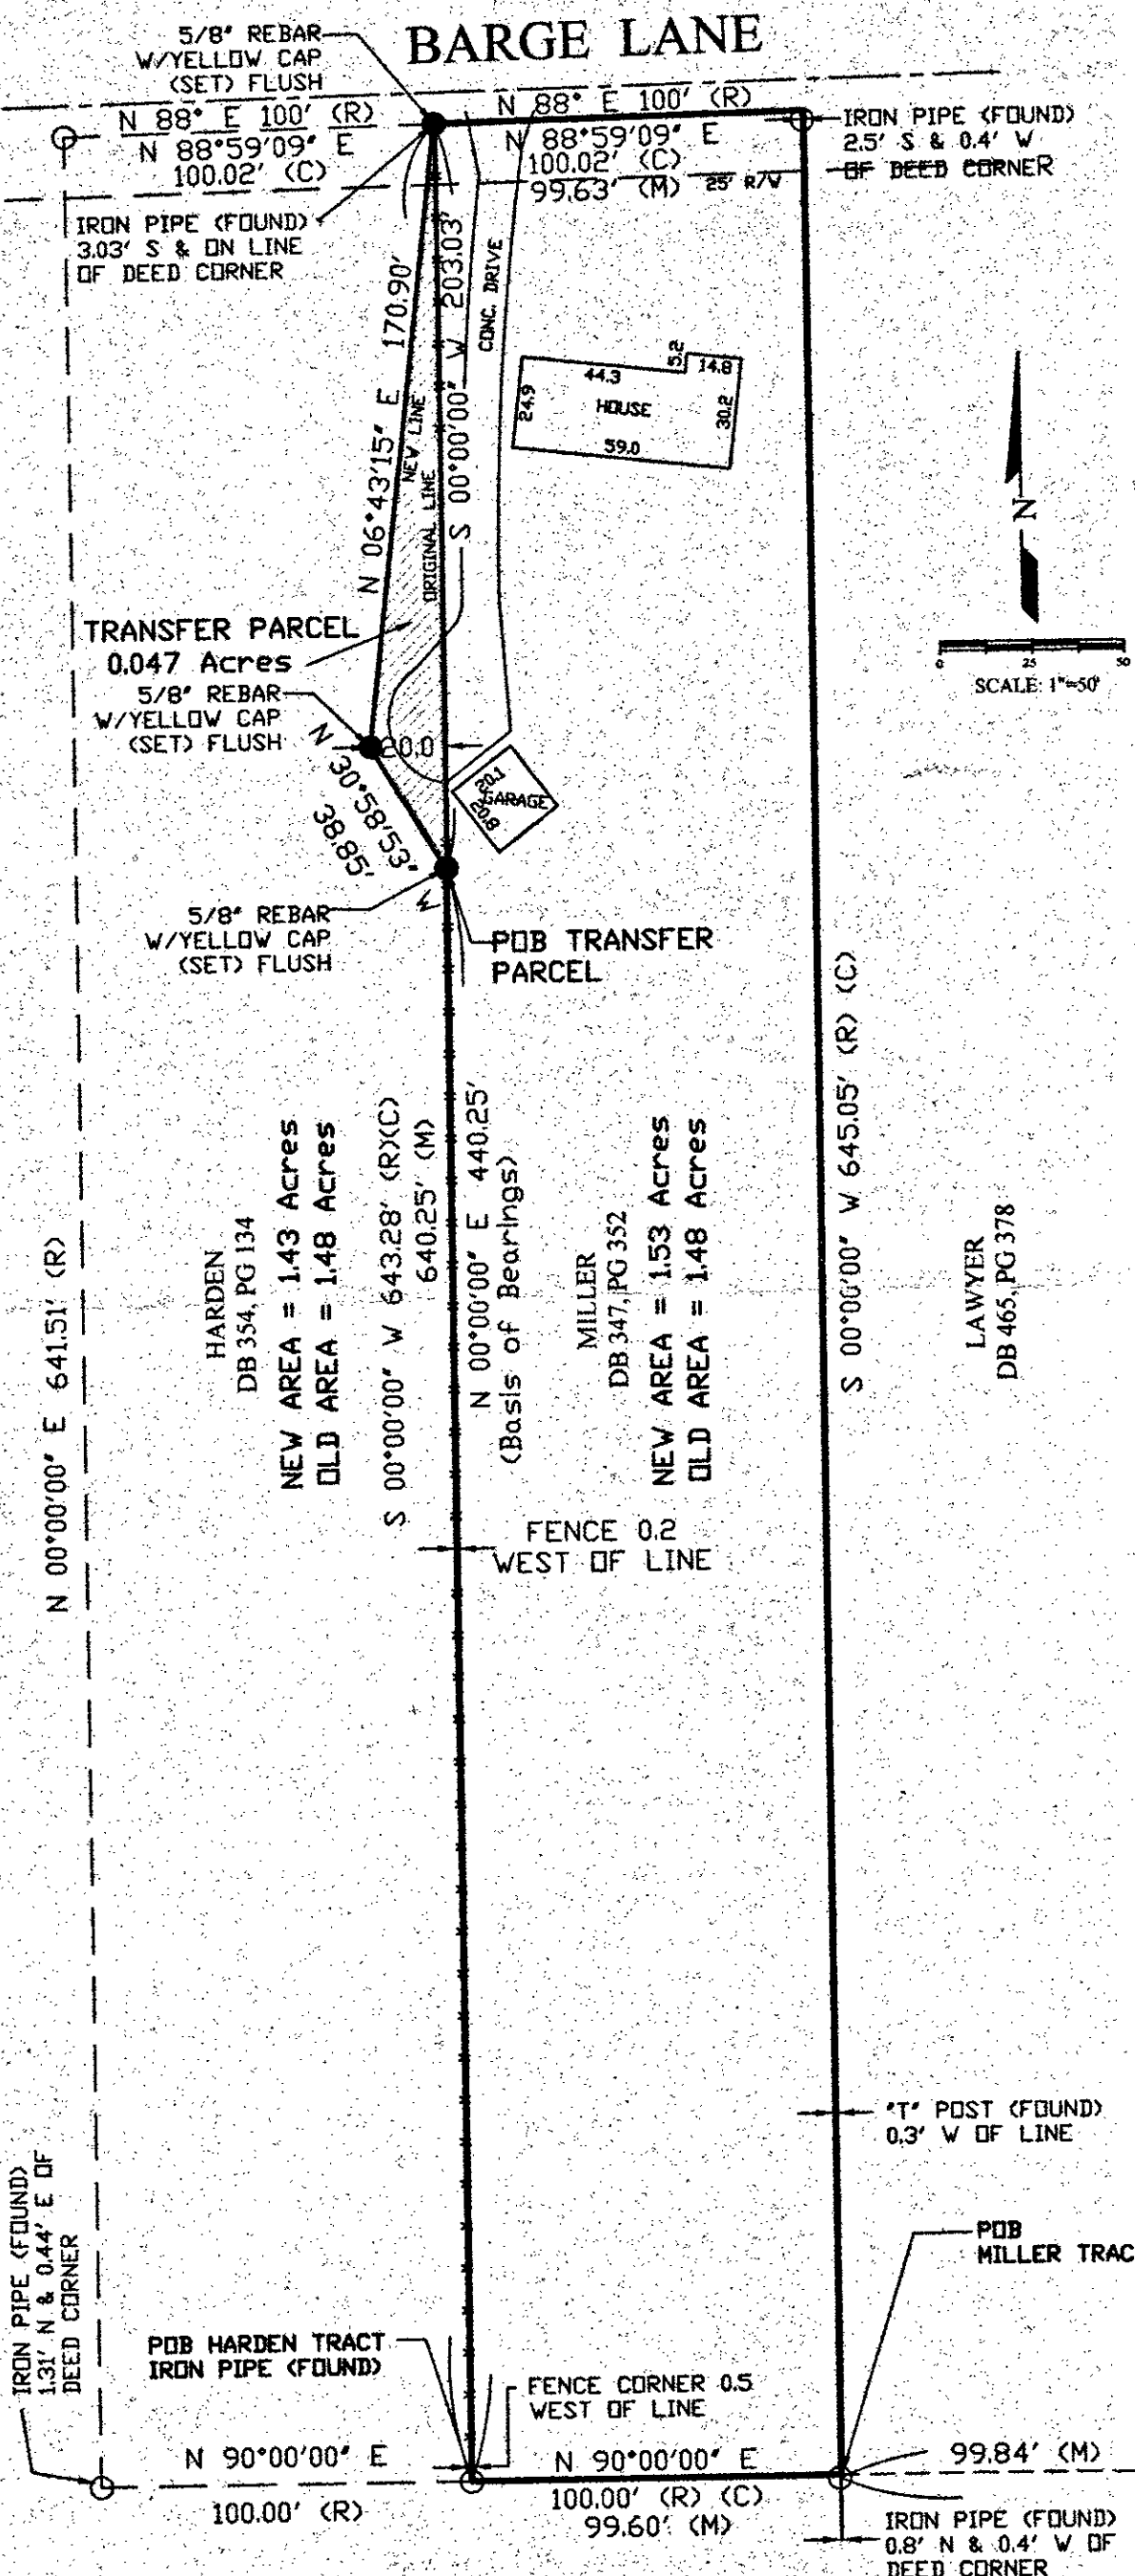 BARGE LANE
5/8" REBAR
W/YELLOW CAP
(SET) FLUSH
N 88° E 100' (R)
N 88°59'09" E
100.02' (C)
N 88° E 100' (R)
N 88°59'09" E
100.02' (C)
99.63' (M)
25' R/W
IRON PIPE (FOUND)
2.5' S & 0.4' W
OF DEED CORNER
IRON PIPE (FOUND)
3.03' S & ON LINE
OF DEED CORNER
N 06°43'15" E 170.90'
NEW LINE
ORIGINAL LINE
S 00°00'00" W 203.03'
CONC. DRIVE
44.3
5.2
14.8
24.9
HOUSE
30.2
59.0
N
0 25 50
SCALE: 1"=50'
TRANSFER PARCEL
0.047 Acres
5/8" REBAR
W/YELLOW CAP
(SET) FLUSH
20.0
N 30°58'53" W
38.85'
20.1
GARAGE
20.8
5/8" REBAR
W/YELLOW CAP
(SET) FLUSH
POB TRANSFER
PARCEL
N 00°00'00" E 641.51' (R)
HARDEN
DB 354, PG 134
NEW AREA = 1.43 Acres
OLD AREA = 1.48 Acres
S 00°00'00" W 643.28' (R)(C)
640.25' (M)
N 00°00'00" E 440.25'
(Basis of Bearings)
MILLER
DB 347, PG 352
NEW AREA = 1.53 Acres
OLD AREA = 1.48 Acres
S 00°00'00" W 645.05' (R) (C)
LAWYER
DB 465, PG 378
FENCE 0.2
WEST OF LINE
"T" POST (FOUND)
0.3' W OF LINE
POB
MILLER TRAC
IRON PIPE (FOUND)
1.31' N & 0.44' E OF
DEED CORNER
POB HARDEN TRACT
IRON PIPE (FOUND)
FENCE CORNER 0.5
WEST OF LINE
N 90°00'00" E
100.00' (R)
N 90°00'00" E
100.00' (R) (C)
99.60' (M)
99.84' (M)
IRON PIPE (FOUND)
0.8' N & 0.4' W OF
DEED CORNER